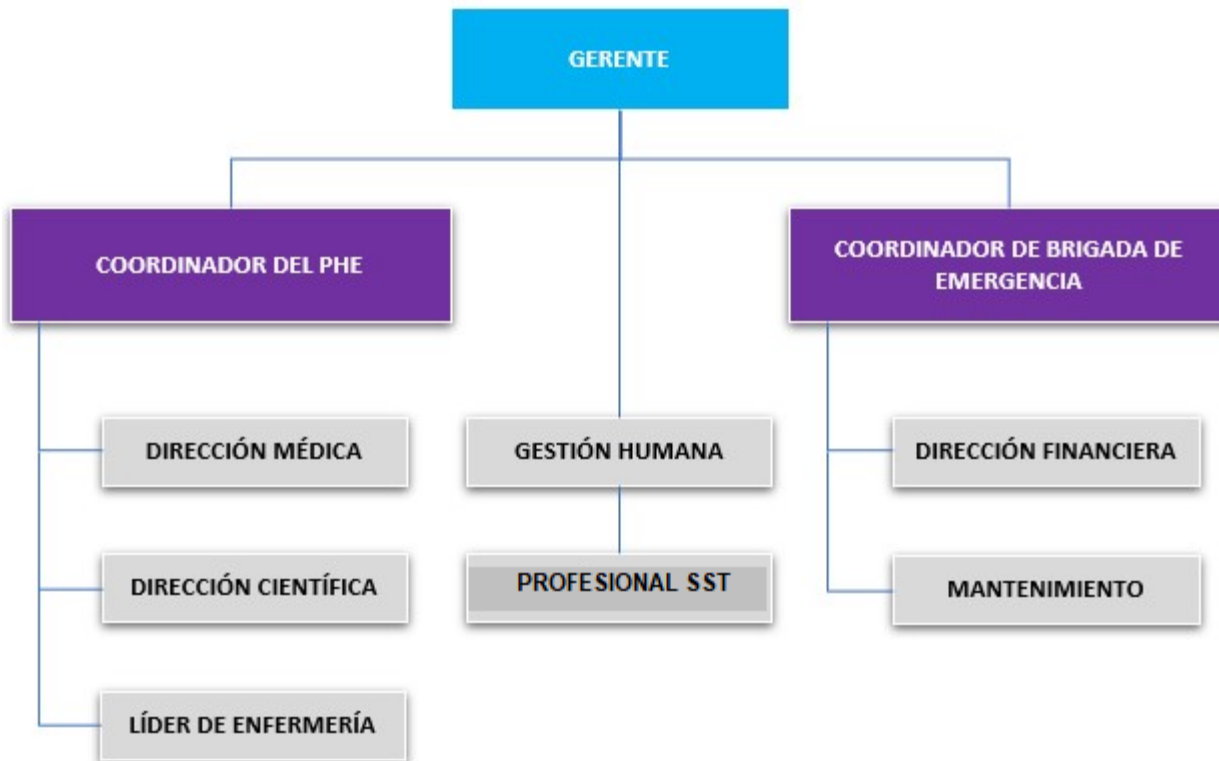 GERENTE
COORDINADOR DEL PHE
COORDINADOR DE BRIGADA DE
EMERGENCIA
DIRECCIÓN MÉDICA
GESTIÓN HUMANA
DIRECCIÓN FINANCIERA
DIRECCIÓN CIENTÍFICA
PROFESIONAL SST
MANTENIMIENTO
LÍDER DE ENFERMERÍA